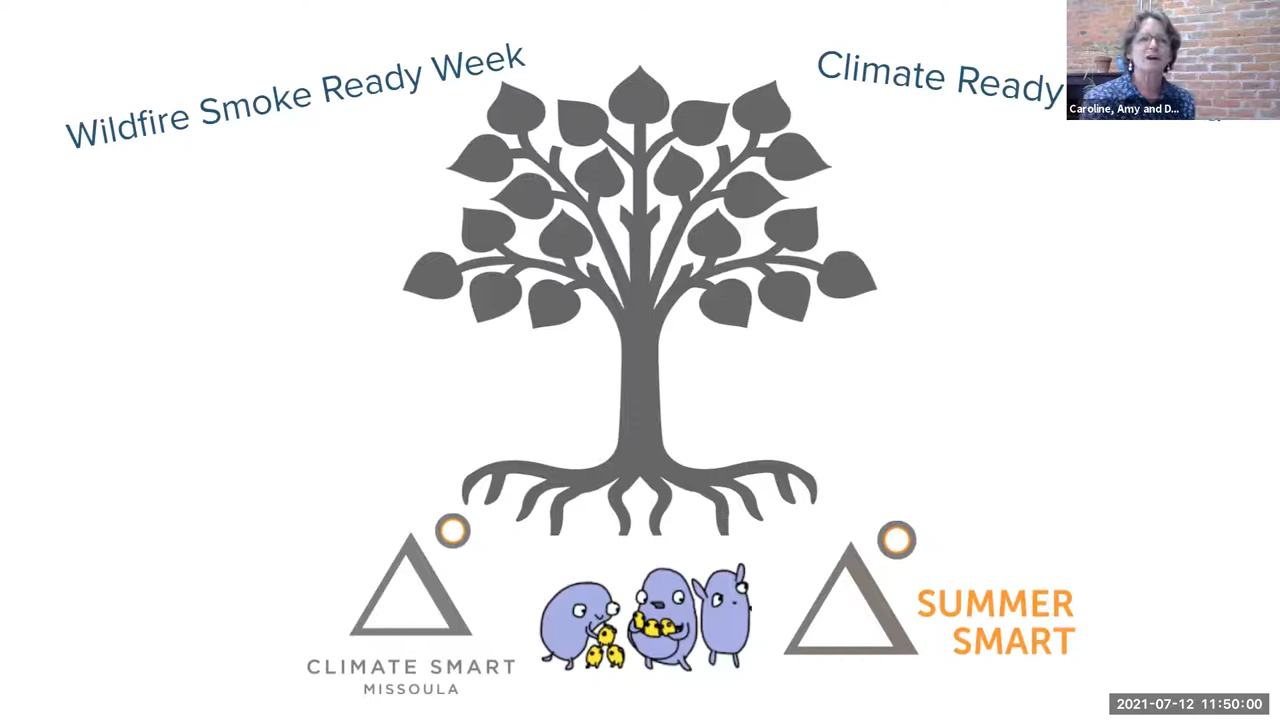 Wildfire Smoke Ready Week
Climate Ready
Caroline, Amy and D...
CLIMATE SMART
MISSOULA
SUMMER
SMART
2021-07-12 11:50:00